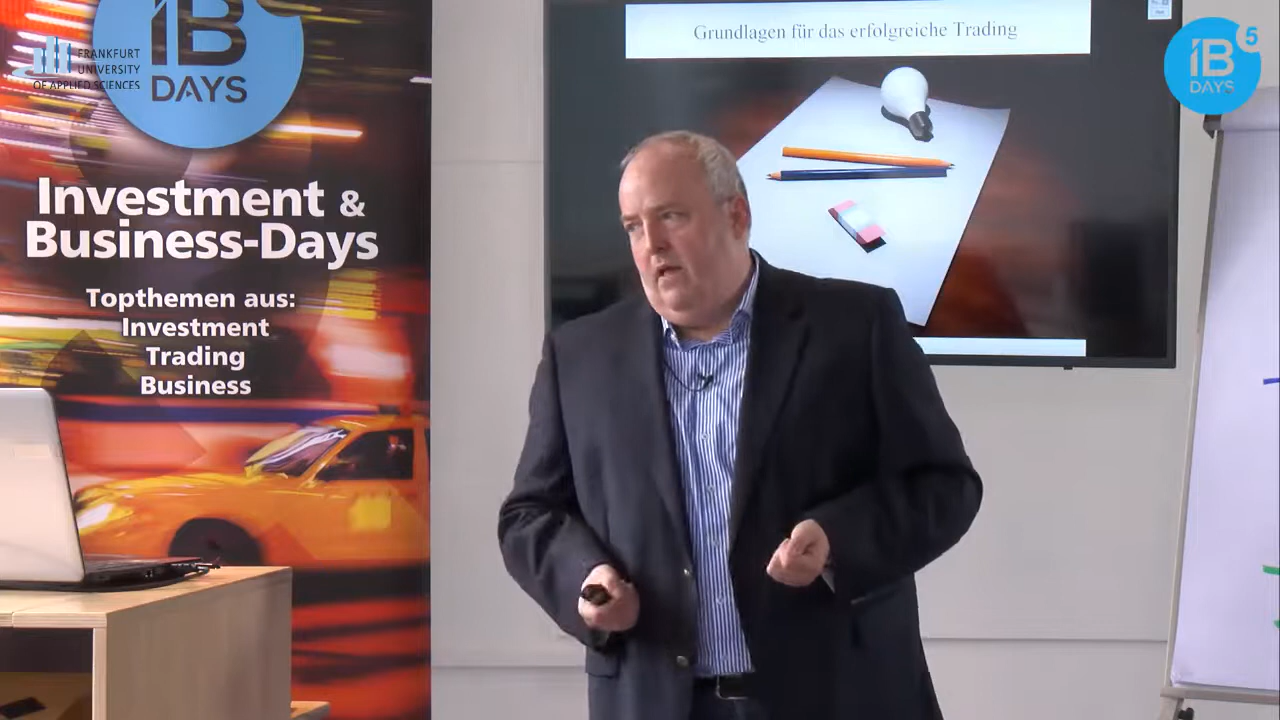 IB
DAYS
FRANKFURT
UNIVERSITY
OF APPLIED SCIENCES
Investment &
Business-Days
Topthemen aus:
Investment
Trading
Business
Grundlagen für das erfolgreiche Trading
IB 5
DAYS